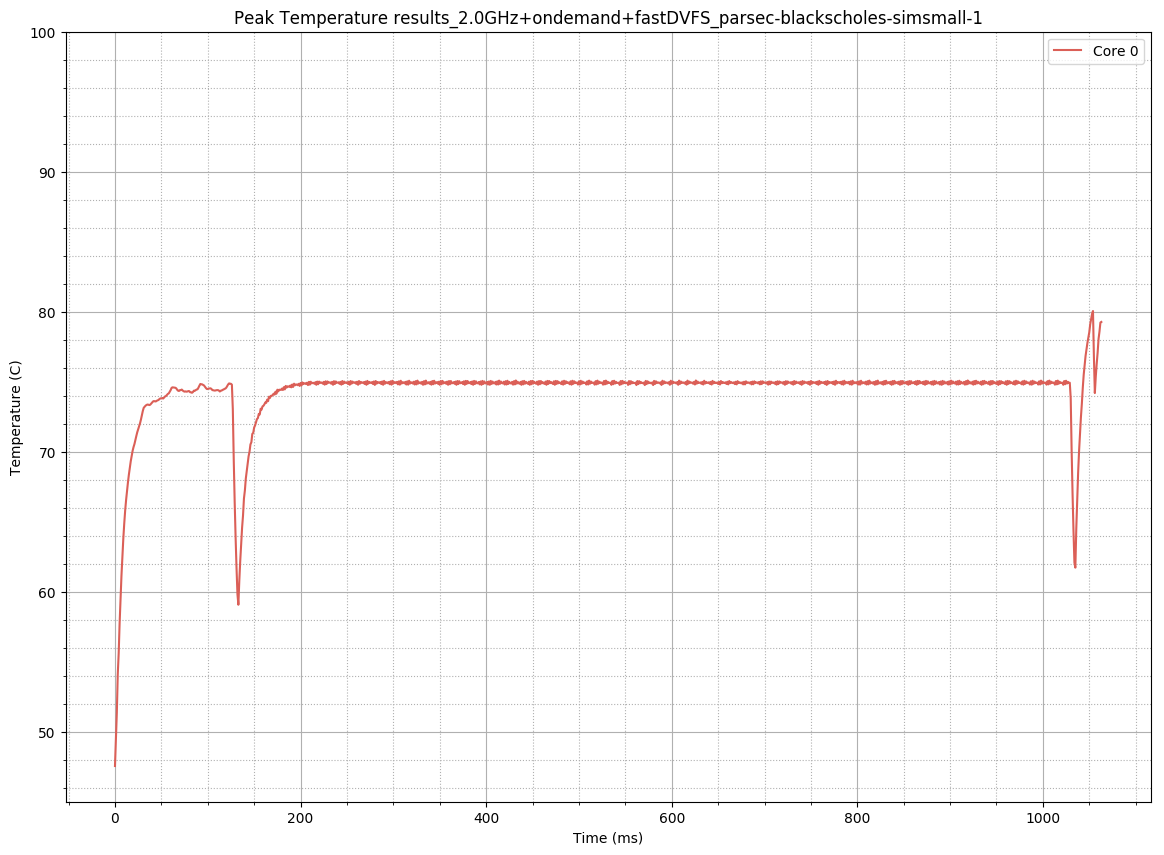 Peak Temperature results_2.0GHz+ondemand+fastDVFS_parsec-blackscholes-simsmall-1
Core 0
Temperature (C)
100
90
80
70
60
50
0 200 400 600 800 1000
Time (ms)